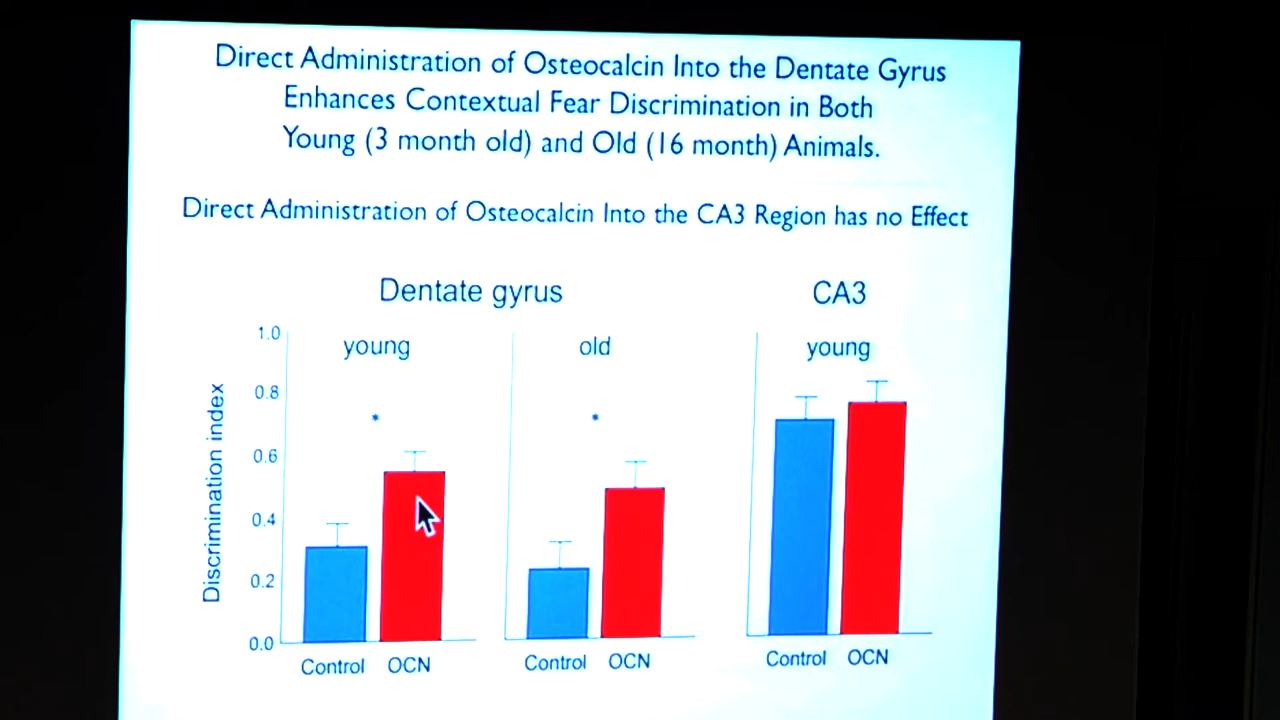 Direct Administration of Osteocalcin Into the Dentate Gyrus
Enhances Contextual Fear Discrimination in Both
Young (3 month old) and Old (16 month) Animals.
Direct Administration of Osteocalcin Into the CA3 Region has no Effect
Dentate gyrus
CA3
young
old
young
Discrimination index
1.0
0.8
0.6
0.4
0.2
0.0
*
*
Control
OCN
Control
OCN
Control
OCN